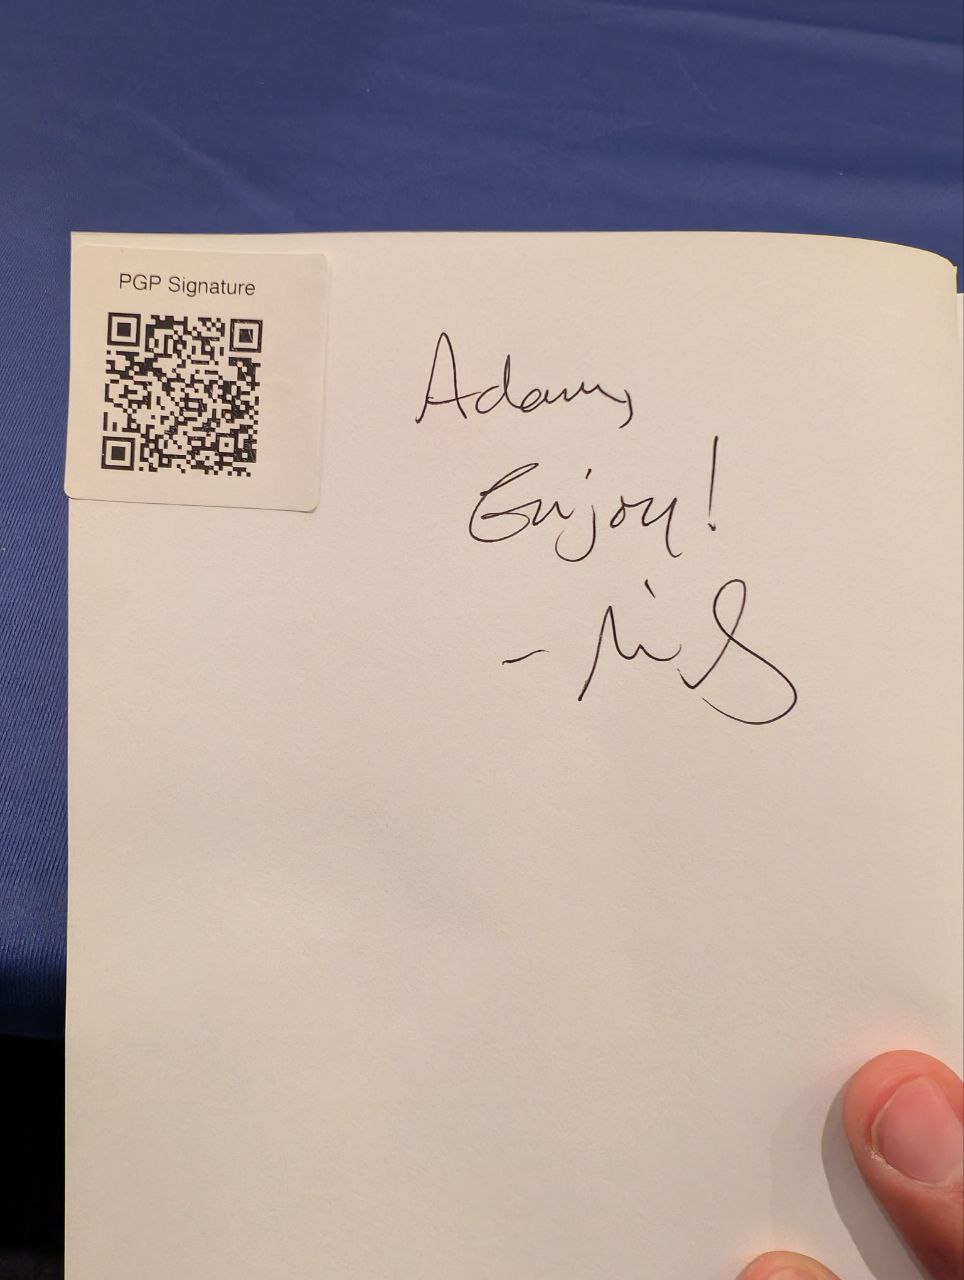 PGP Signature
Adam,
Enjoy!